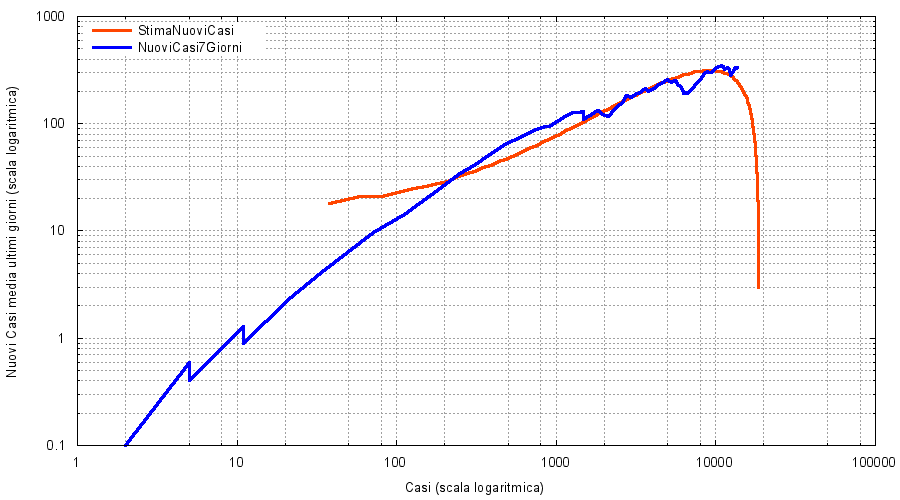 StimaNuoviCasi
NuoviCasi7Giorni
Nuovi Casi media ultimi giorni (scala logaritmica)
1000
100
10
1
0.1
1
10
100
1000
10000
100000
Casi (scala logaritmica)